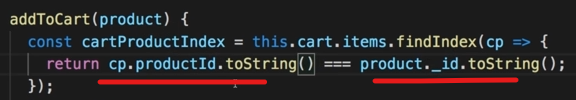 addToCart(product) {
const cartProductIndex = this.cart.items.findIndex(cp => {
return cp.productId.toString() === product._id.toString();
});